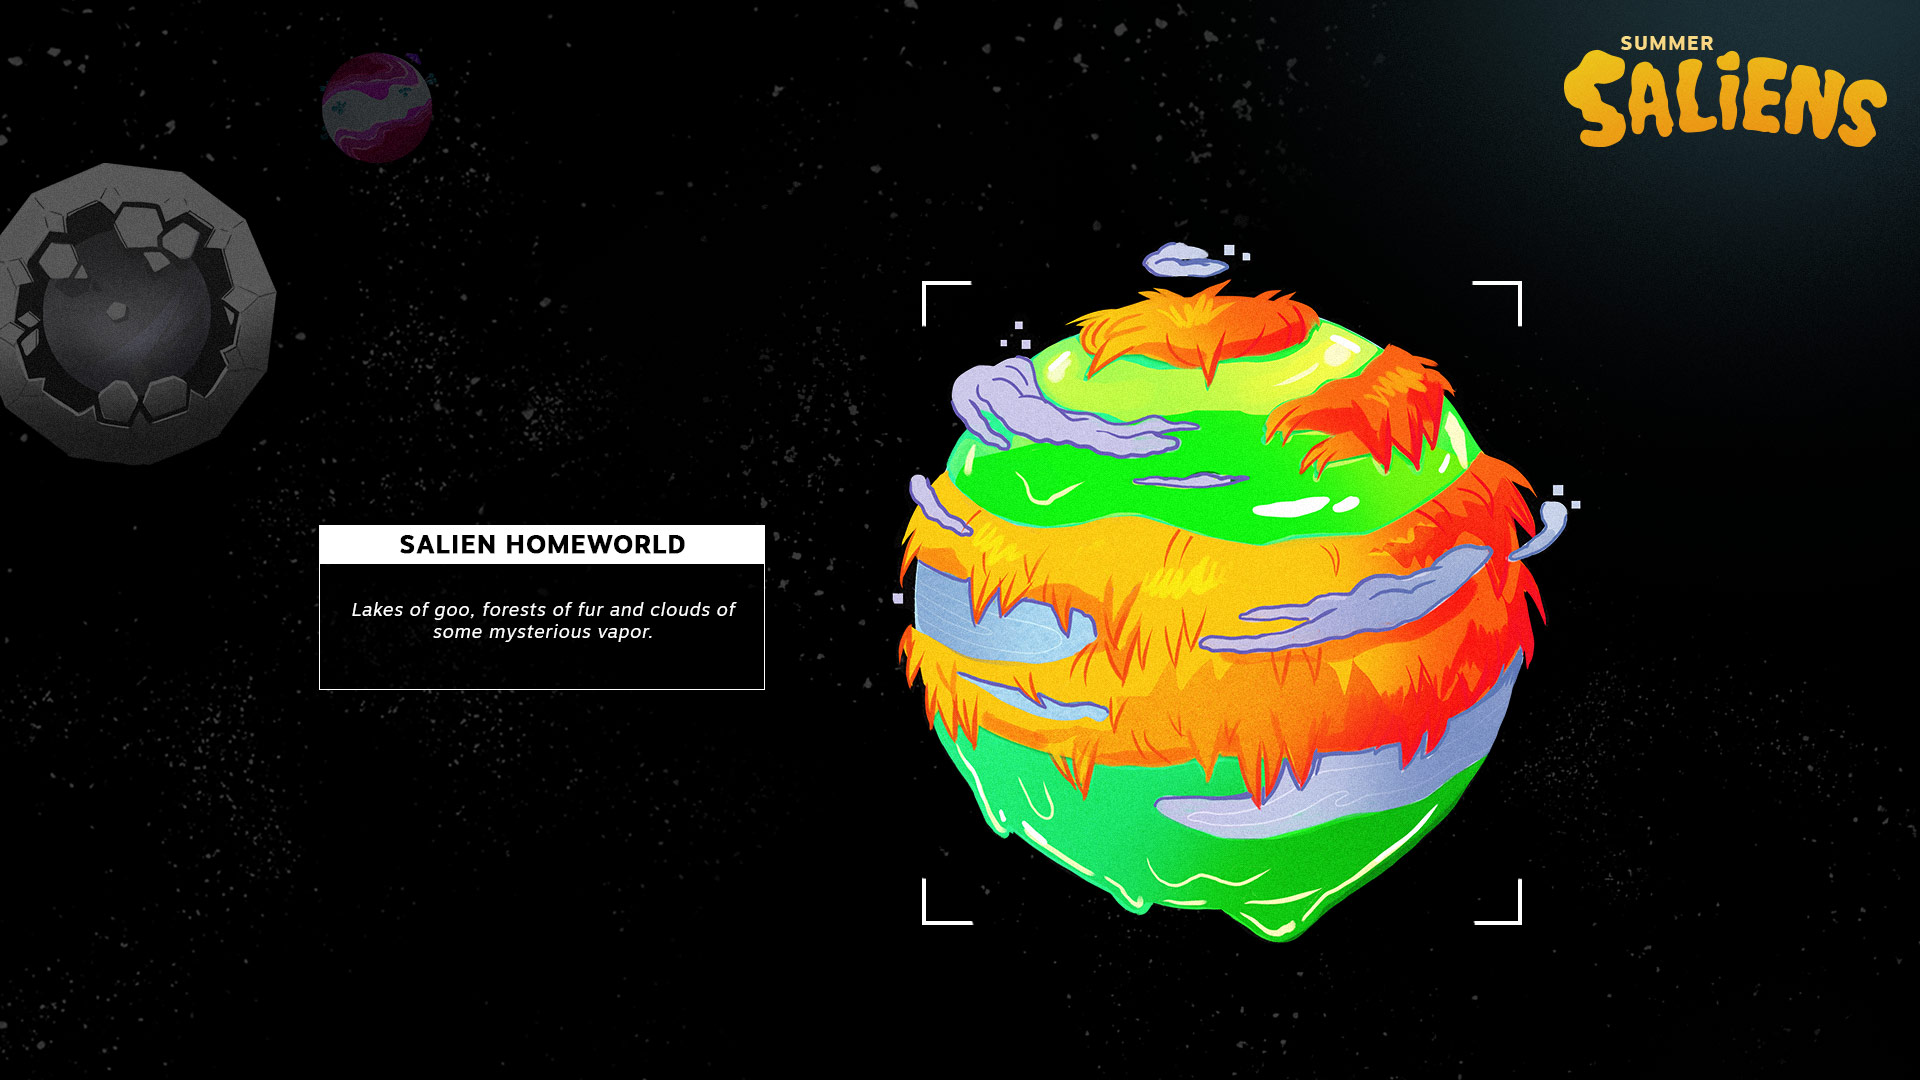 SUMMER
SALiENS
SALIEN HOMEWORLD
Lakes of goo, forests of fur and clouds of
some mysterious vapor.